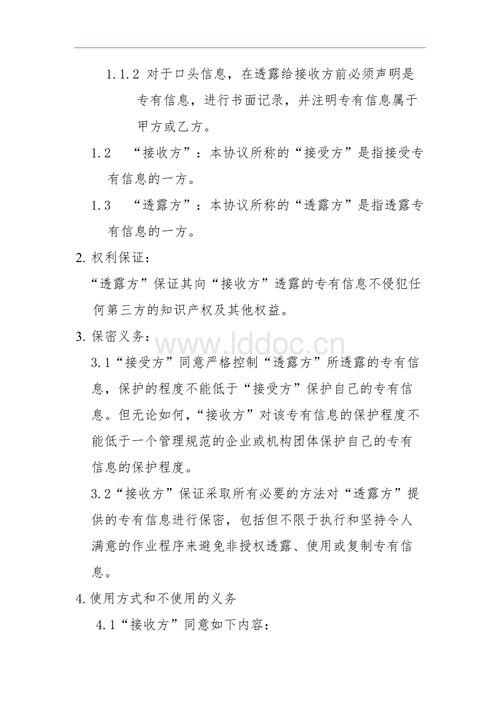 1.1.2 对于口头信息，在透露给接收方前必须声明是
专有信息，进行书面记录，并注明专有信息属于
甲方或乙方。
1.2 “接收方”：本协议所称的“接受方”是指接受专
有信息的一方。
1.3 “透露方”：本协议所称的“透露方”是指透露专
有信息的一方。
2. 权利保证：
“透露方”保证其向“接收方”透露的专有信息不侵犯任
何第三方的知识产权及其他权益。
3. 保密义务：
www.lddoc.cn
3.1“接受方”同意严格控制“透露方”所透露的专有信
息，保护的程度不能低于“接受方”保护自己的专有信
息。但无论如何，“接收方”对该专有信息的保护程度不
能低于一个管理规范的企业或机构团体保护自己的专有
信息的保护程度。
3.2“接收方”保证采取所有必要的方法对“透露方”提
供的专有信息进行保密，包括但不限于执行和坚持令人
满意的作业程序来避免非授权透露、使用或复制专有信
息。
4. 使用方式和不使用的义务
4.1“接收方”同意如下内容：